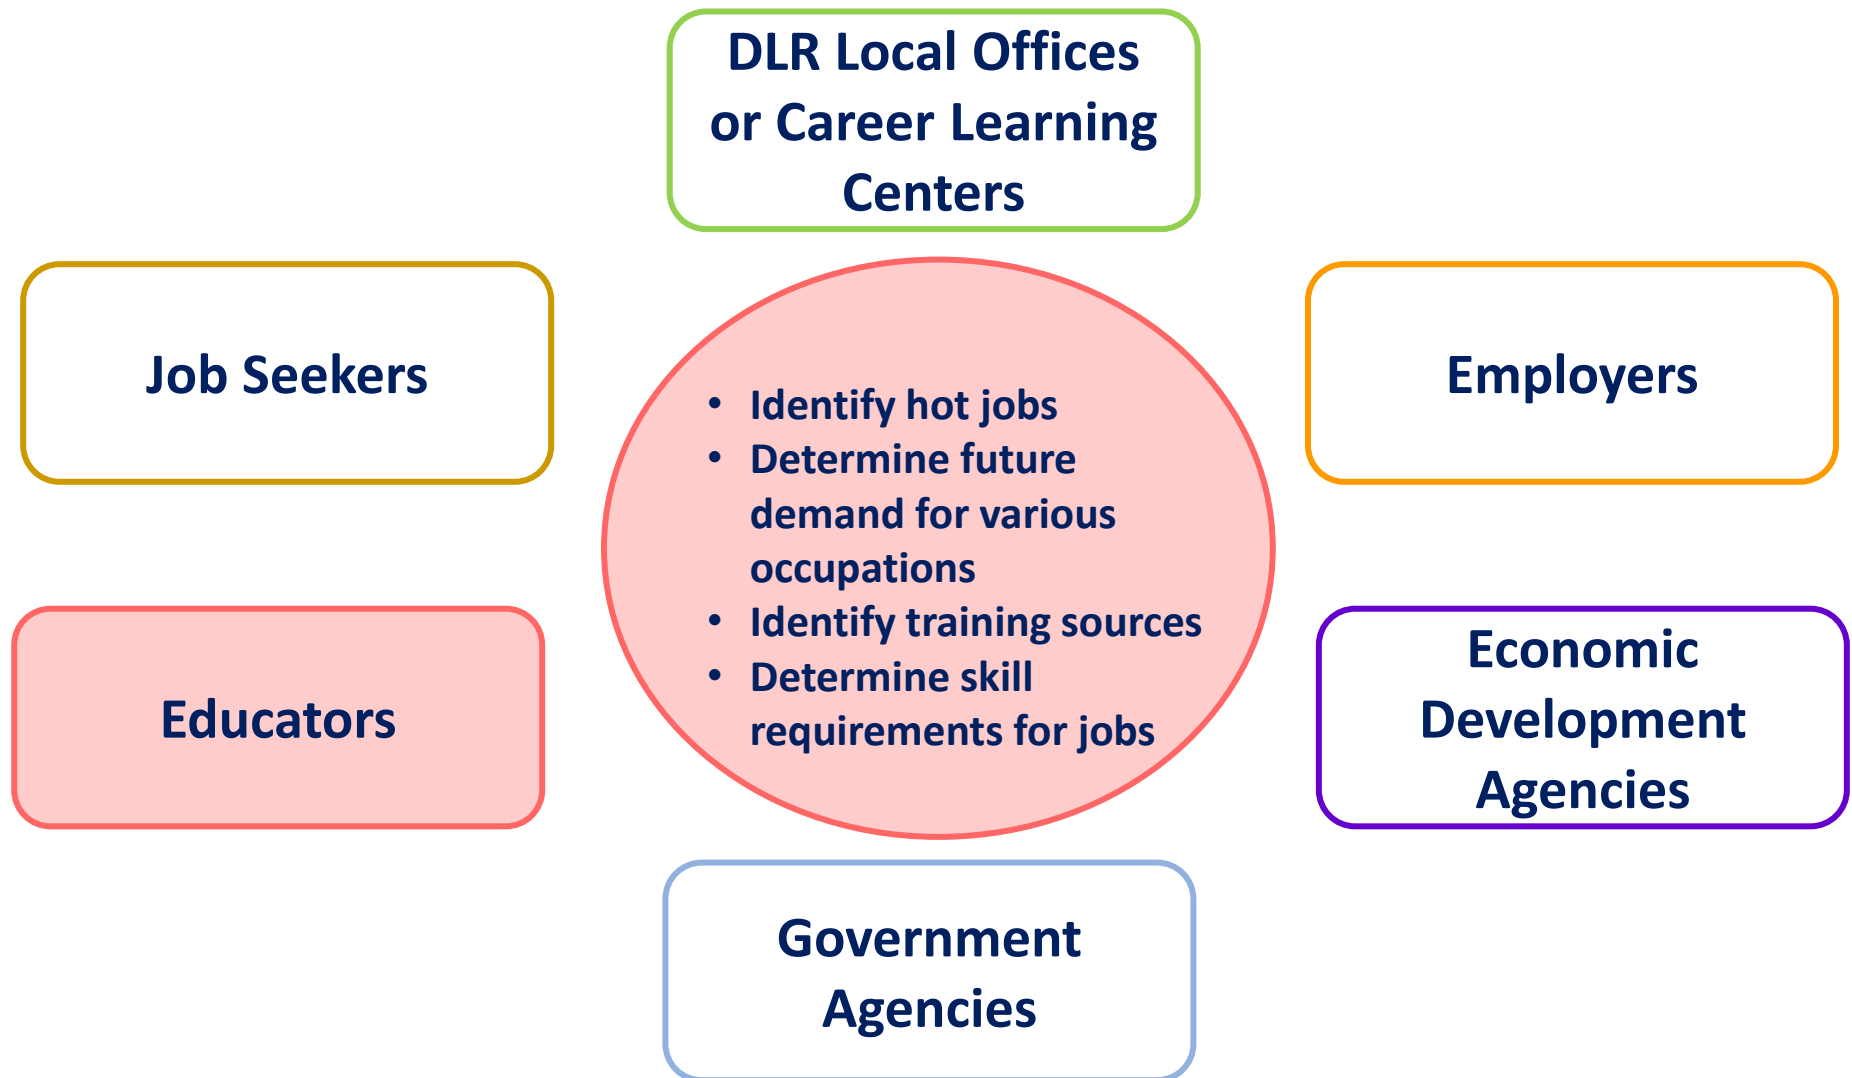 DLR Local Offices
or Career Learning
Centers
Job Seekers
Employers
• Identify hot jobs
• Determine future
demand for various
occupations
• Identify training sources
• Determine skill
requirements for jobs
Educators
Economic
Development
Agencies
Government
Agencies